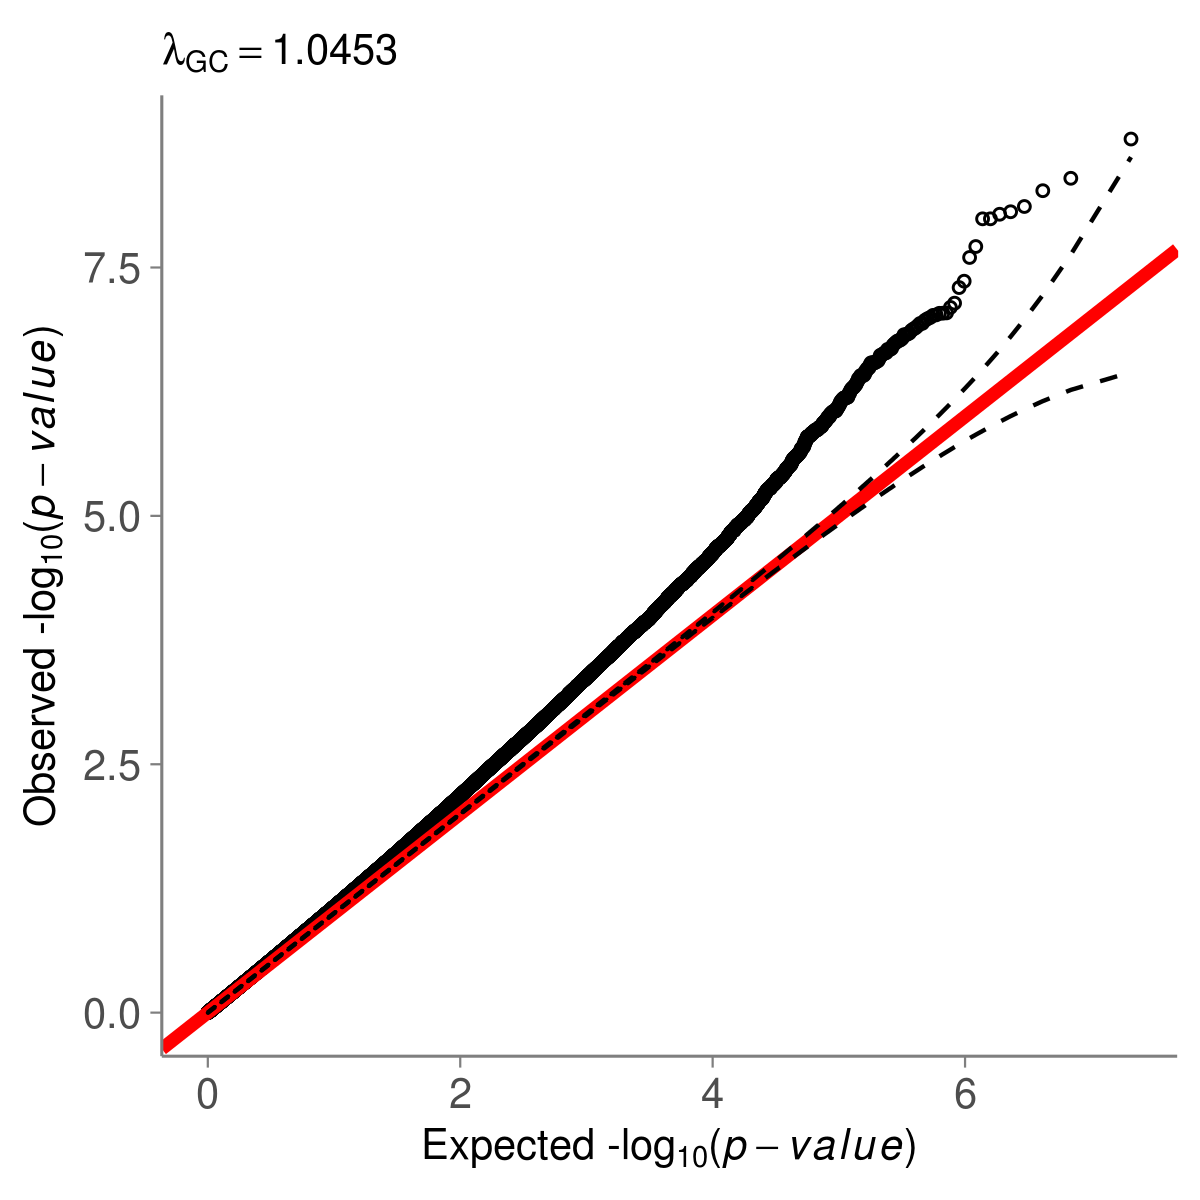 λGC = 1.0453
Observed -log10(p − value)
7.5
5.0
2.5
0.0
0 2 4 6
Expected -log10(p − value)